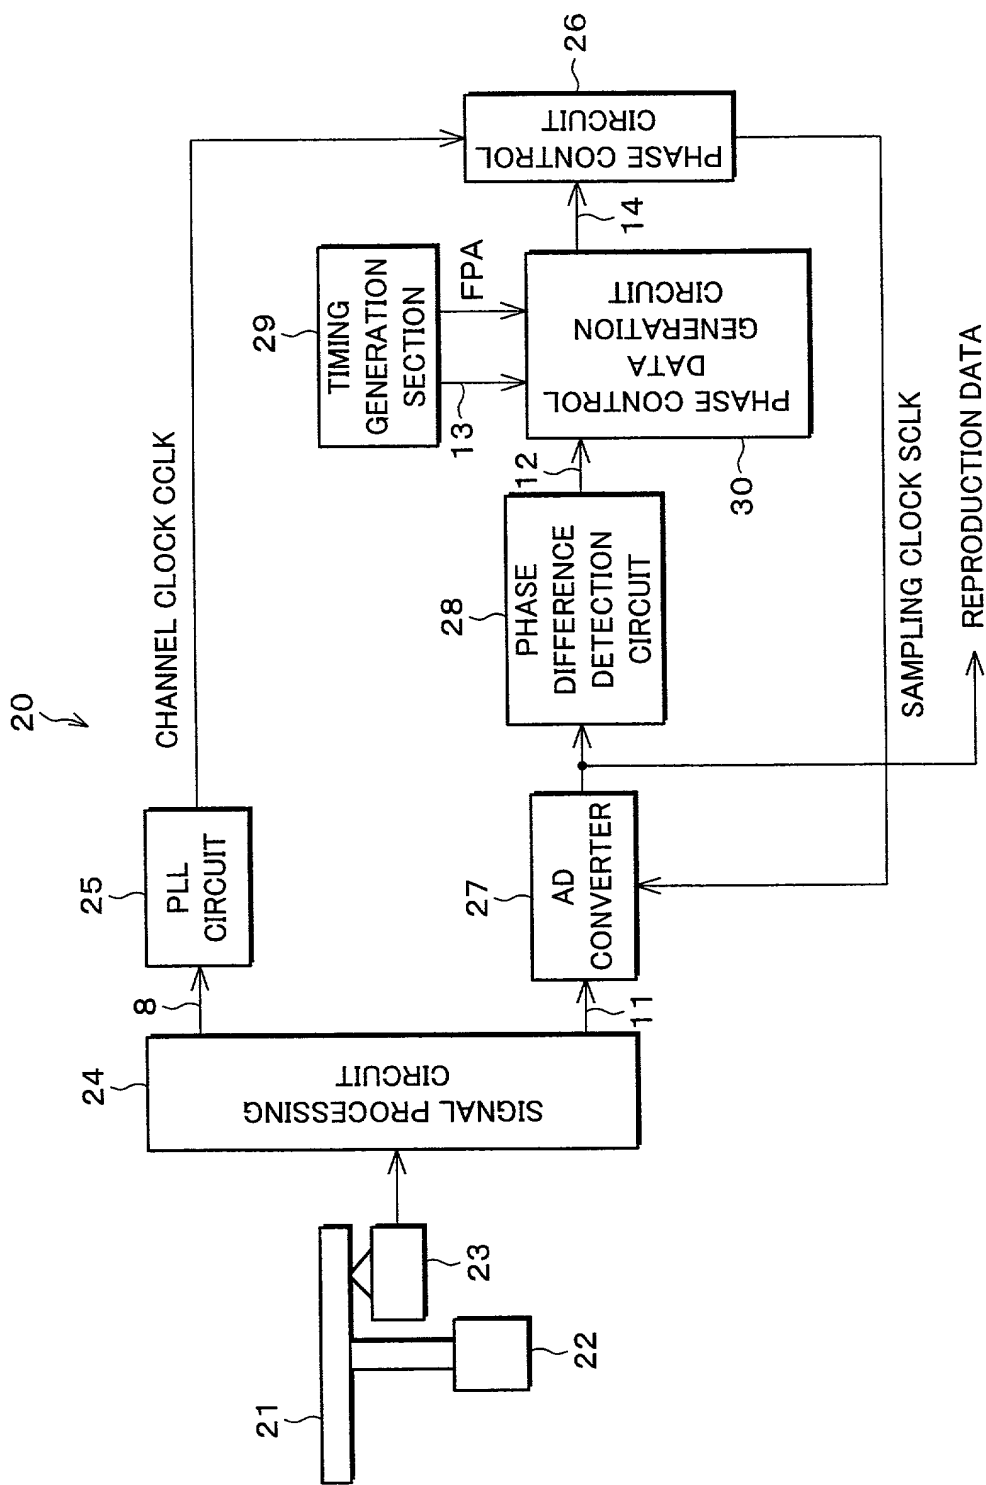 20
CHANNEL CLOCK CCLK
25
PLL
CIRCUIT
8
24
SIGNAL PROCESSING
CIRCUIT
21
22
23
11
27
AD
CONVERTER
28
PHASE
DIFFERENCE
DETECTION
CIRCUIT
12
29
TIMING
GENERATION
SECTION
13
FPA
30
PHASE CONTROL
DATA
GENERATION
CIRCUIT
14
26
PHASE CONTROL
CIRCUIT
SAMPLING CLOCK SCLK
REPRODUCTION DATA